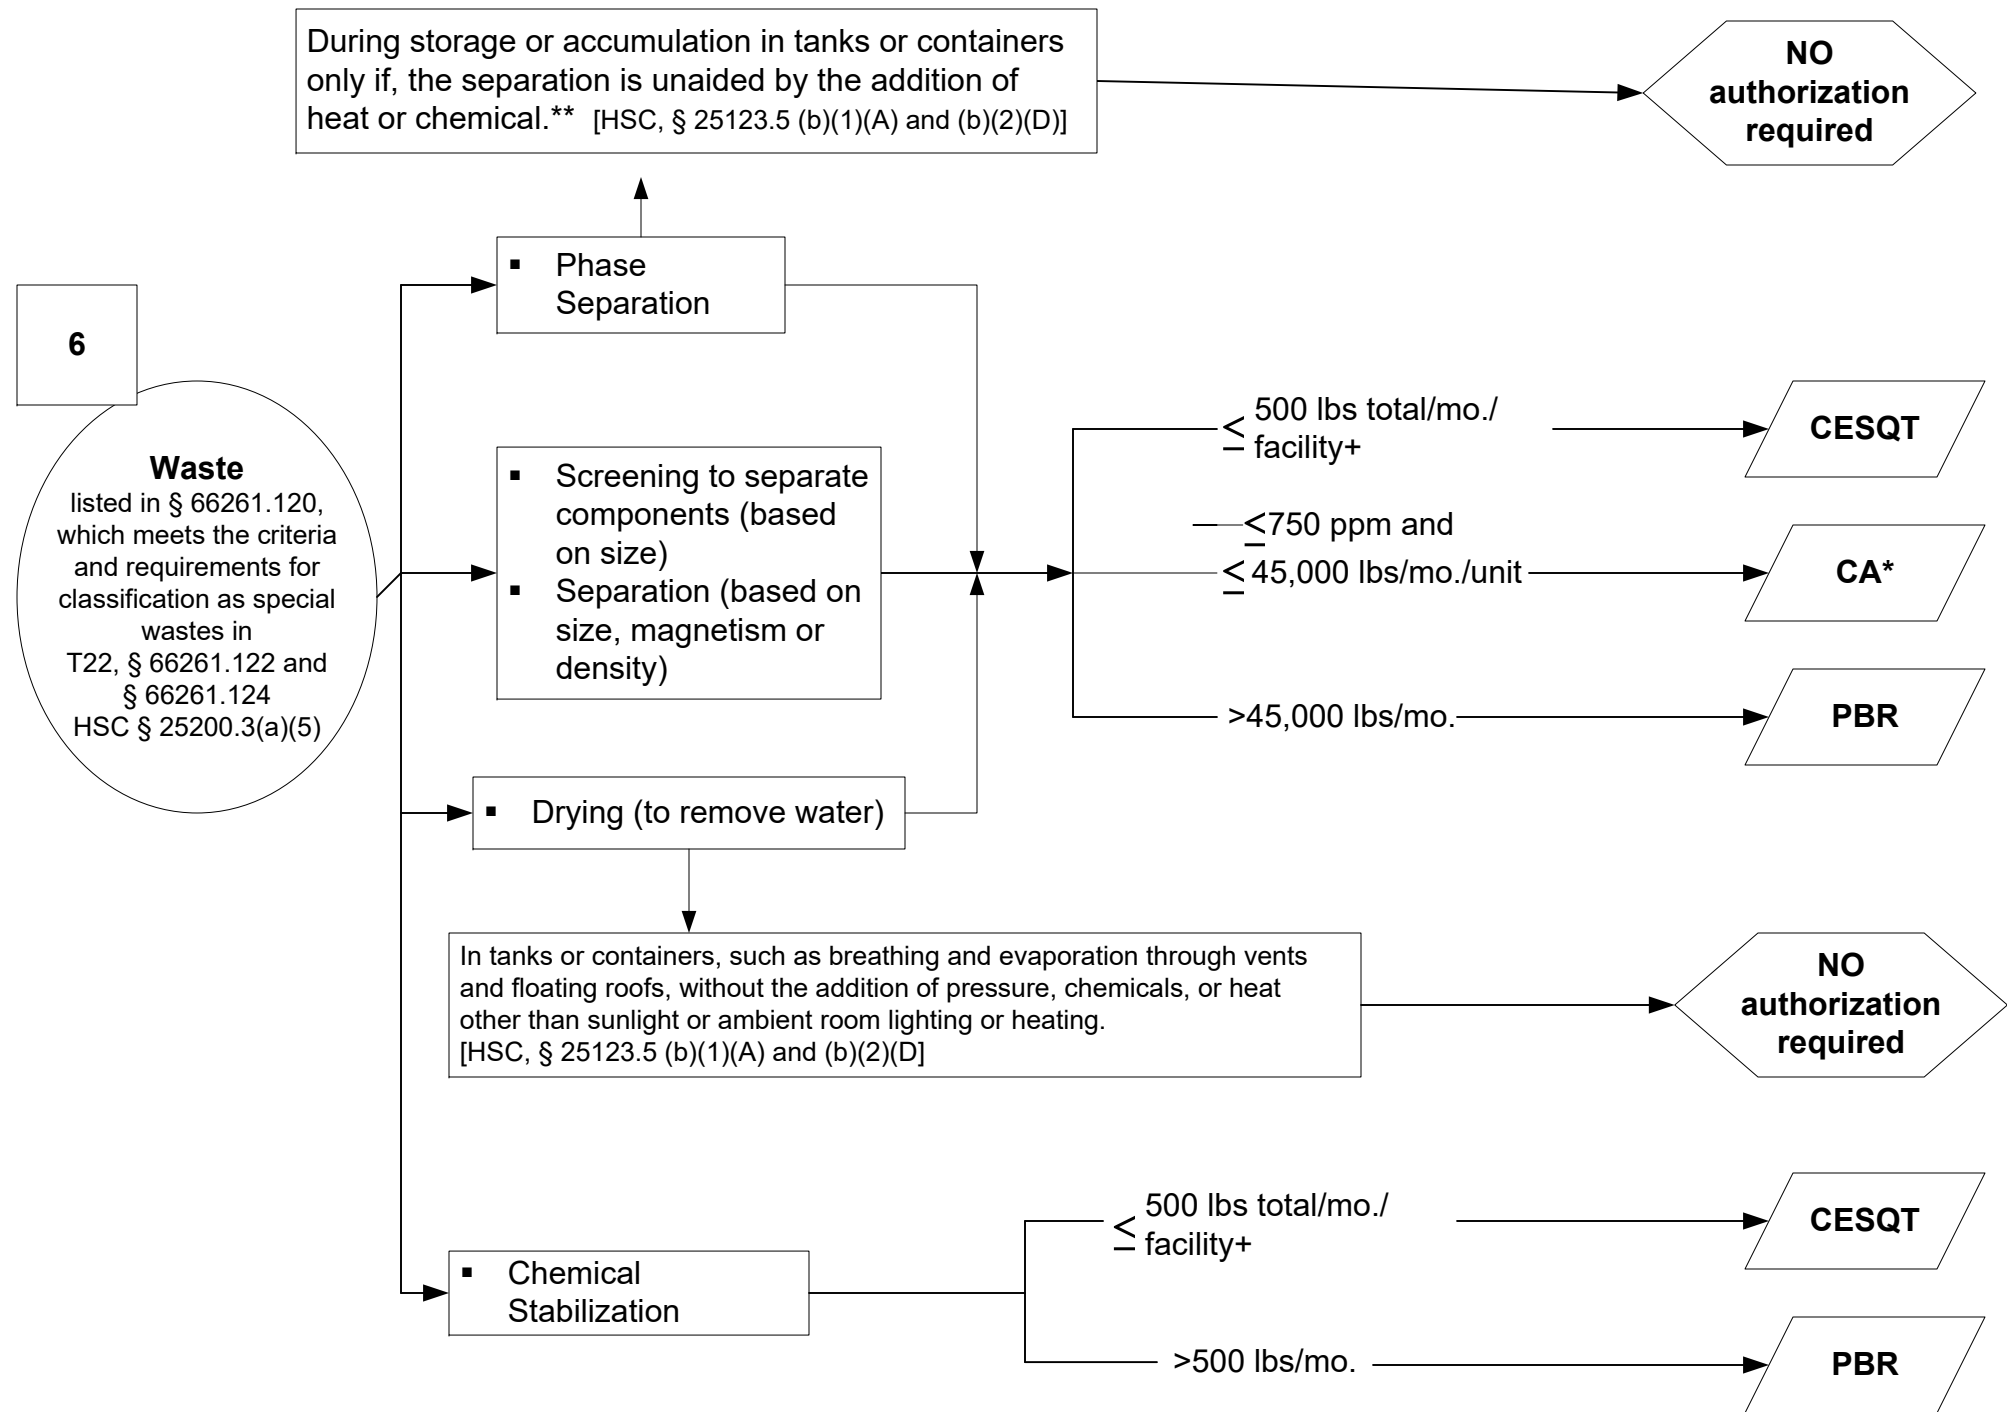 During storage or accumulation in tanks or containers
only if, the separation is unaided by the addition of
heat or chemical.** [HSC, § 25123.5 (b)(1)(A) and (b)(2)(D)]
NO
authorization
required
▪ Phase
Separation
6
Waste
listed in § 66261.120,
which meets the criteria
and requirements for
classification as special
wastes in
T22, § 66261.122 and
§ 66261.124
HSC § 25200.3(a)(5)
▪ Screening to separate
components (based
on size)
▪ Separation (based on
size, magnetism or
density)
≤ 500 lbs total/mo./
facility+
CESQT
≤750 ppm and
≤ 45,000 lbs/mo./unit
CA*
>45,000 lbs/mo.
PBR
▪ Drying (to remove water)
In tanks or containers, such as breathing and evaporation through vents
and floating roofs, without the addition of pressure, chemicals, or heat
other than sunlight or ambient room lighting or heating.
[HSC, § 25123.5 (b)(1)(A) and (b)(2)(D]
NO
authorization
required
▪ Chemical
Stabilization
≤ 500 lbs total/mo./
facility+
CESQT
>500 lbs/mo.
PBR